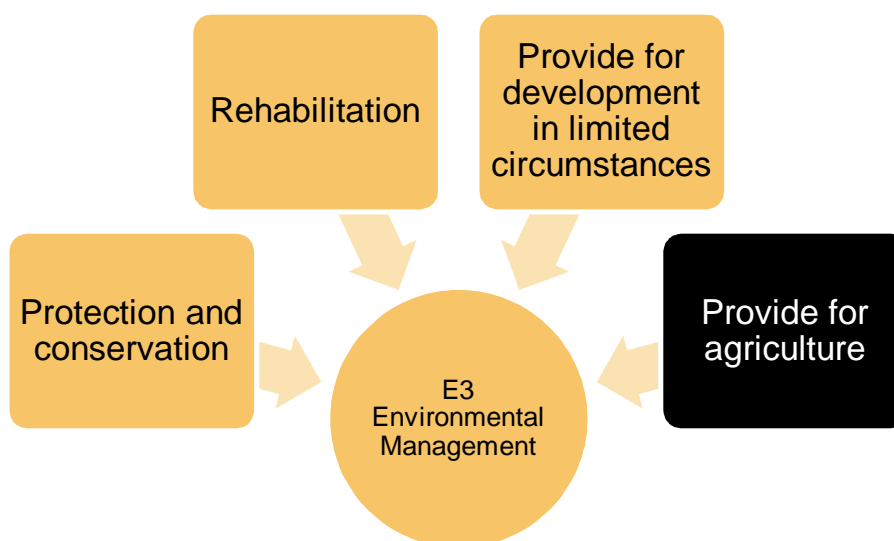 Rehabilitation
Provide for
development
in limited
circumstances
Protection and
conservation
Provide for
agriculture
E3
Environmental
Management